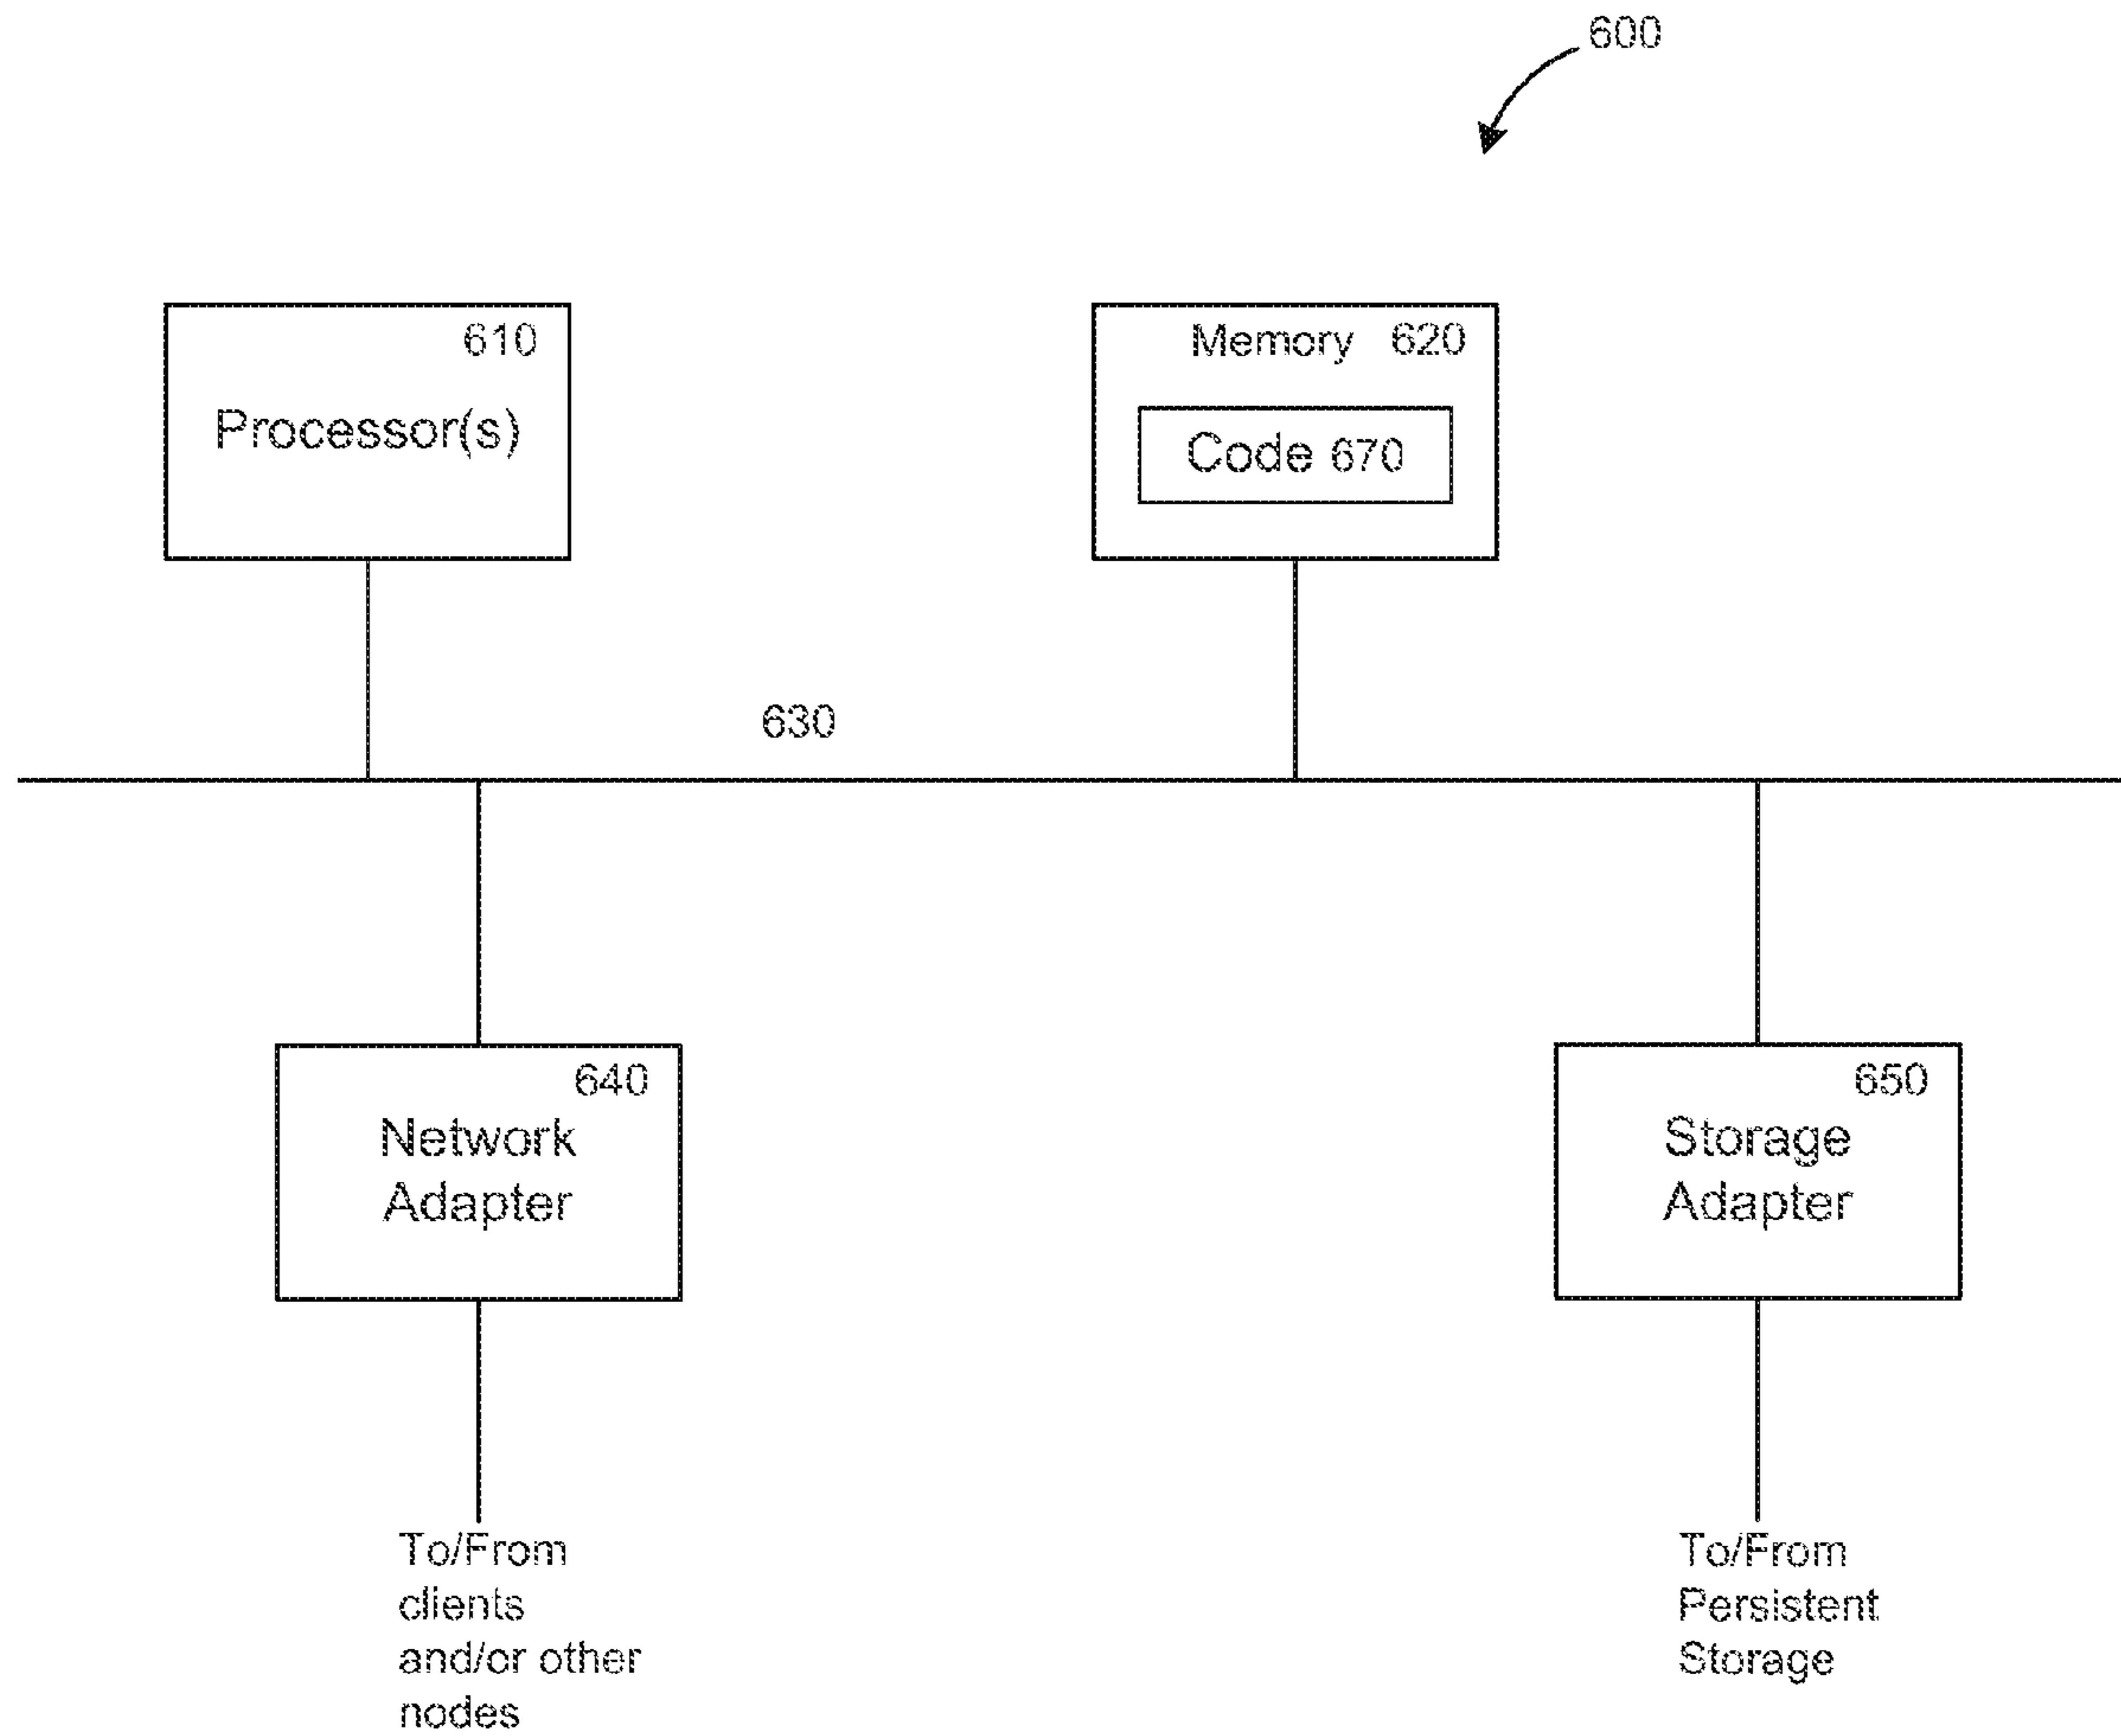 600
610
Processor(s)
Memory 620
Code 670
630
640
Network
Adapter
650
Storage
Adapter
To/From
clients
and/or other
nodes
To/From
Persistent
Storage